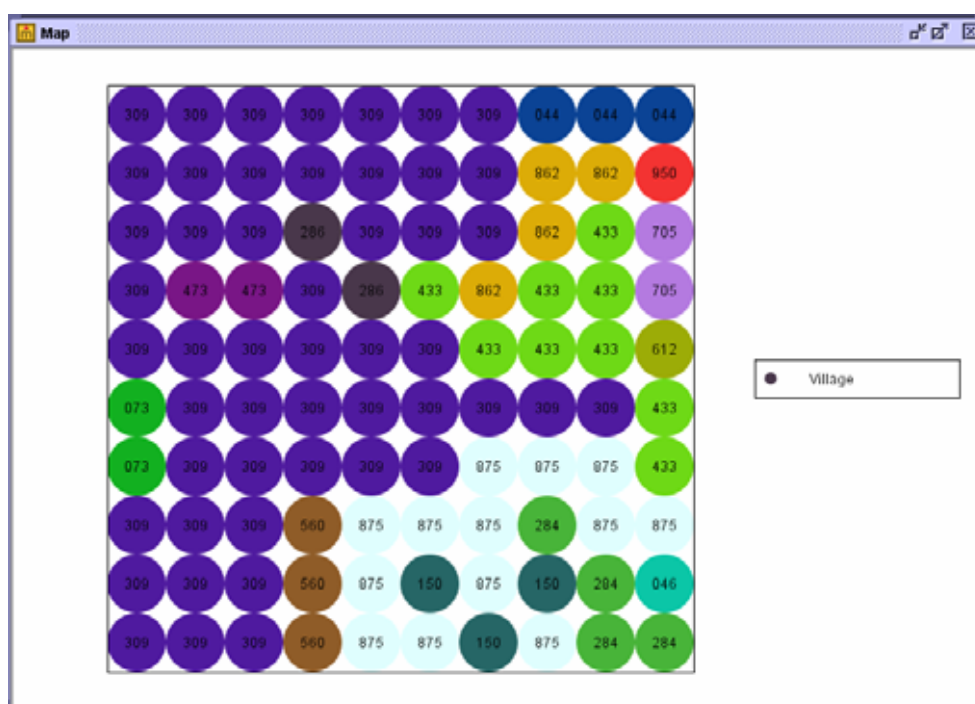 Map
309 309 309 309 309 309 309 044 044 044
309 309 309 309 309 309 309 862 862 950
309 309 309 286 309 309 309 862 433 705
309 473 473 309 286 433 862 433 433 705
309 309 309 309 309 309 433 433 433 612
073 309 309 309 309 309 309 309 309 433
073 309 309 309 309 309 875 875 875 433
309 309 309 560 875 875 875 284 875 875
309 309 309 560 875 150 875 150 284 046
309 309 309 560 875 875 150 875 284 284
Village